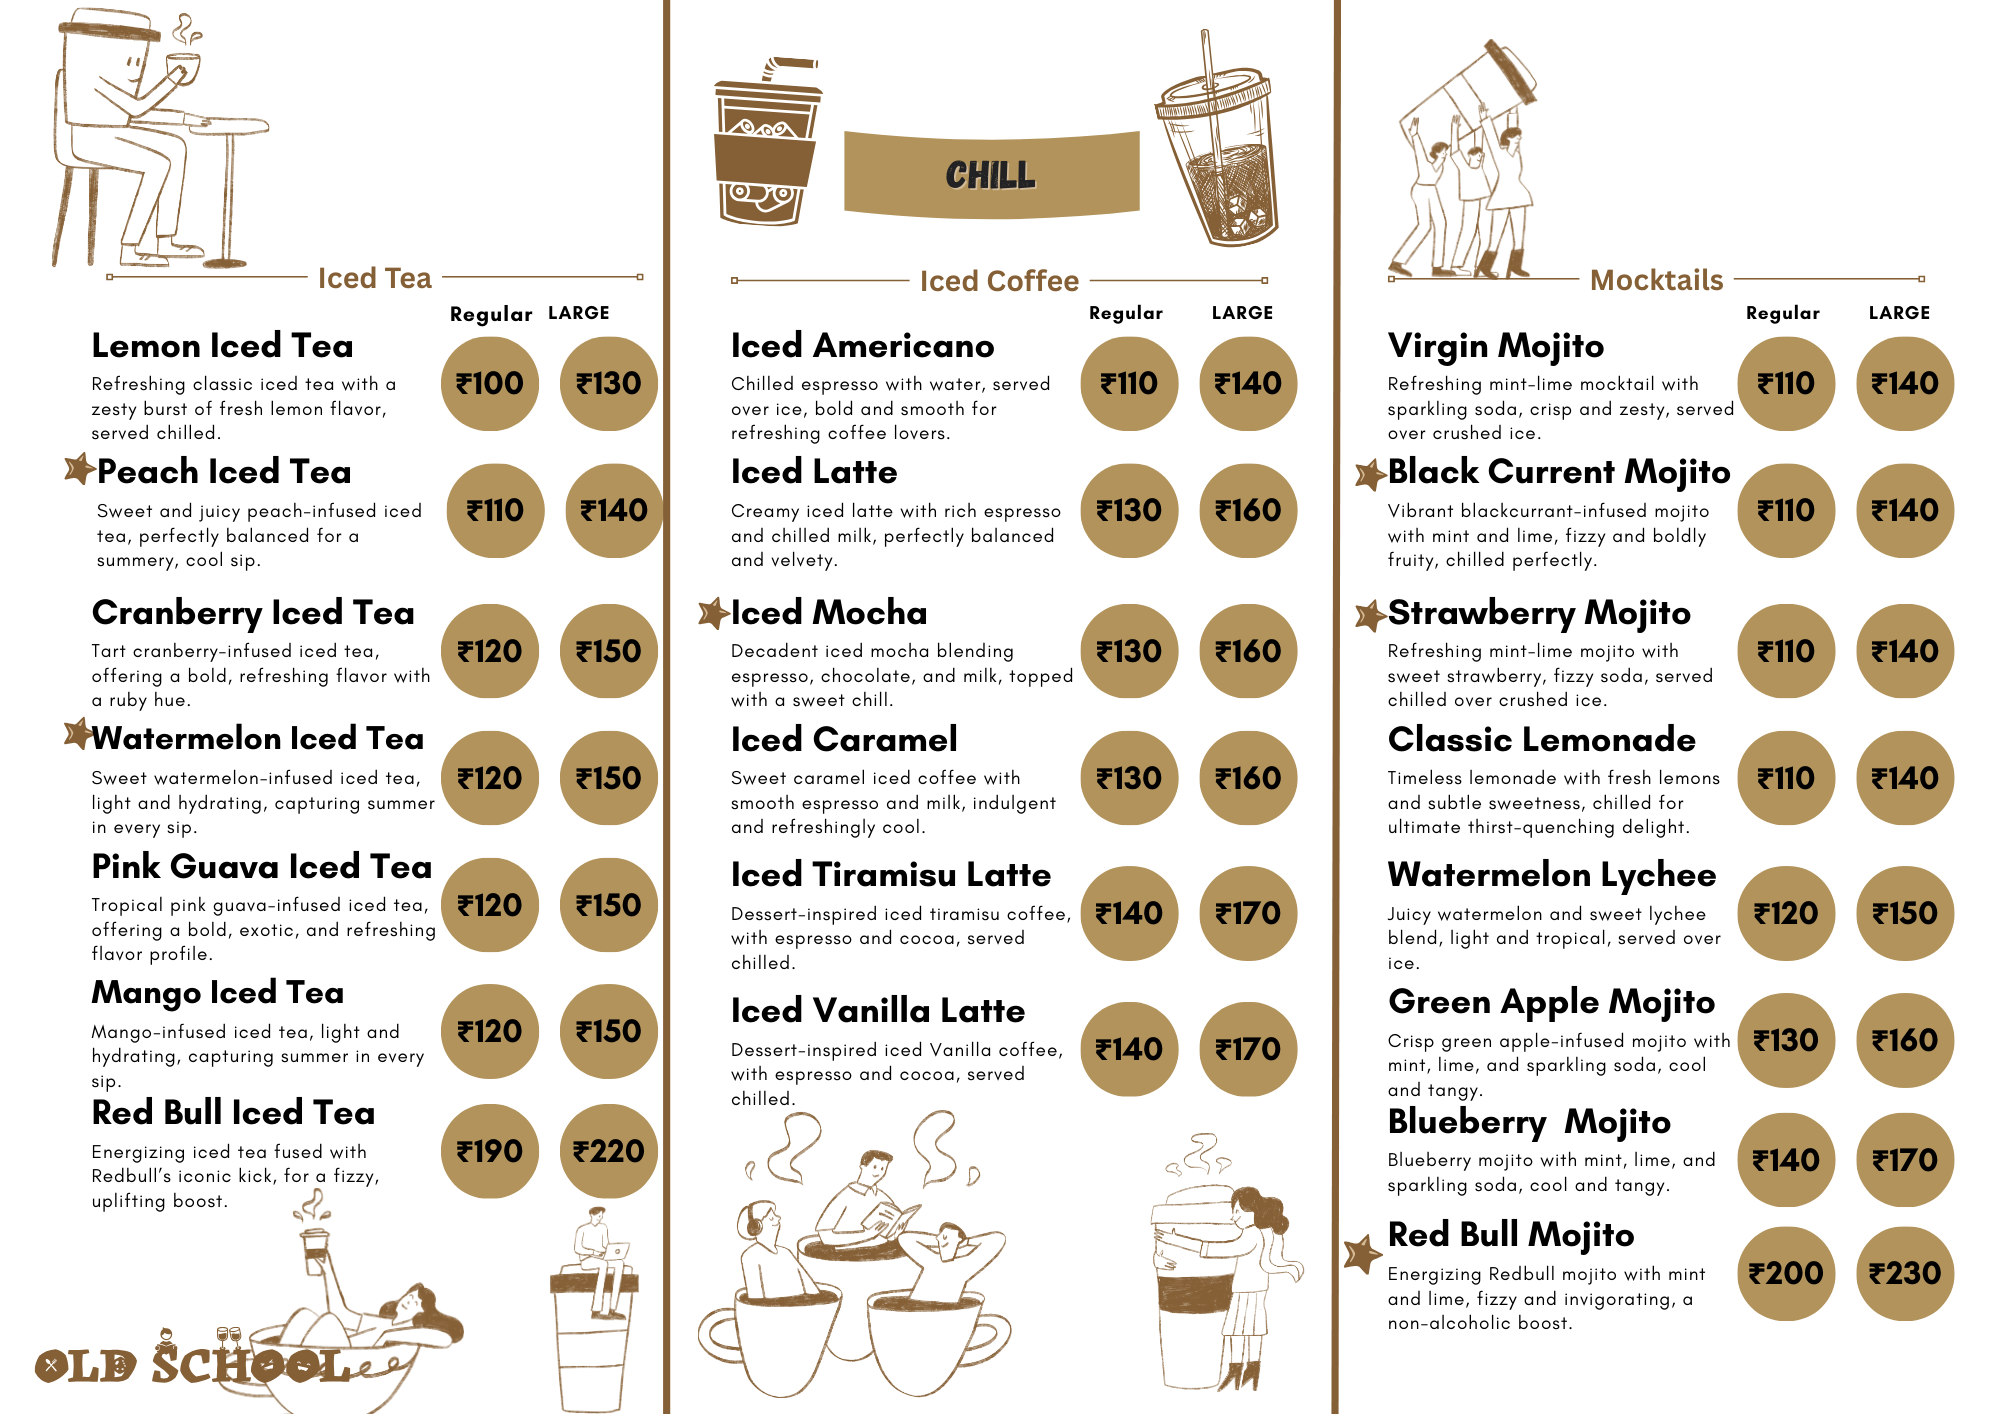 CHILL
Iced Tea
Regular LARGE
Lemon Iced Tea
₹100 ₹130
Refreshing classic iced tea with a
zesty burst of fresh lemon flavor,
served chilled.
Peach Iced Tea
₹110 ₹140
Sweet and juicy peach-infused iced
tea, perfectly balanced for a
summery, cool sip.
Cranberry Iced Tea
₹120 ₹150
Tart cranberry-infused iced tea,
offering a bold, refreshing flavor with
a ruby hue.
Watermelon Iced Tea
₹120 ₹150
Sweet watermelon-infused iced tea,
light and hydrating, capturing summer
in every sip.
Pink Guava Iced Tea
₹120 ₹150
Tropical pink guava-infused iced tea,
offering a bold, exotic, and refreshing
flavor profile.
Mango Iced Tea
₹120 ₹150
Mango-infused iced tea, light and
hydrating, capturing summer in every
sip.
Red Bull Iced Tea
₹190 ₹220
Energizing iced tea fused with
Redbull's iconic kick, for a fizzy,
uplifting boost.
OLD SCHOOL
Iced Coffee
Regular LARGE
Iced Americano
₹110 ₹140
Chilled espresso with water, served
over ice, bold and smooth for
refreshing coffee lovers.
Iced Latte
₹130 ₹160
Creamy iced latte with rich espresso
and chilled milk, perfectly balanced
and velvety.
Iced Mocha
₹130 ₹160
Decadent iced mocha blending
espresso, chocolate, and milk, topped
with a sweet chill.
Iced Caramel
₹130 ₹160
Sweet caramel iced coffee with
smooth espresso and milk, indulgent
and refreshingly cool.
Iced Tiramisu Latte
₹140 ₹170
Dessert-inspired iced tiramisu coffee,
with espresso and cocoa, served
chilled.
Iced Vanilla Latte
₹140 ₹170
Dessert-inspired iced Vanilla coffee,
with espresso and cocoa, served
chilled.
Mocktails
Regular LARGE
Virgin Mojito
₹110 ₹140
Refreshing mint-lime mocktail with
sparkling soda, crisp and zesty, served
over crushed ice.
Black Current Mojito
₹110 ₹140
Vibrant blackcurrant-infused mojito
with mint and lime, fizzy and boldly
fruity, chilled perfectly.
Strawberry Mojito
₹110 ₹140
Refreshing mint-lime mojito with
sweet strawberry, fizzy soda, served
chilled over crushed ice.
Classic Lemonade
₹110 ₹140
Timeless lemonade with fresh lemons
and subtle sweetness, chilled for
ultimate thirst-quenching delight.
Watermelon Lychee
₹120 ₹150
Juicy watermelon and sweet lychee
blend, light and tropical, served over
ice.
Green Apple Mojito
₹130 ₹160
Crisp green apple-infused mojito with
mint, lime, and sparkling soda, cool
and tangy.
Blueberry Mojito
₹140 ₹170
Blueberry mojito with mint, lime, and
sparkling soda, cool and tangy.
Red Bull Mojito
₹200 ₹230
Energizing Redbull mojito with mint
and lime, fizzy and invigorating, a
non-alcoholic boost.